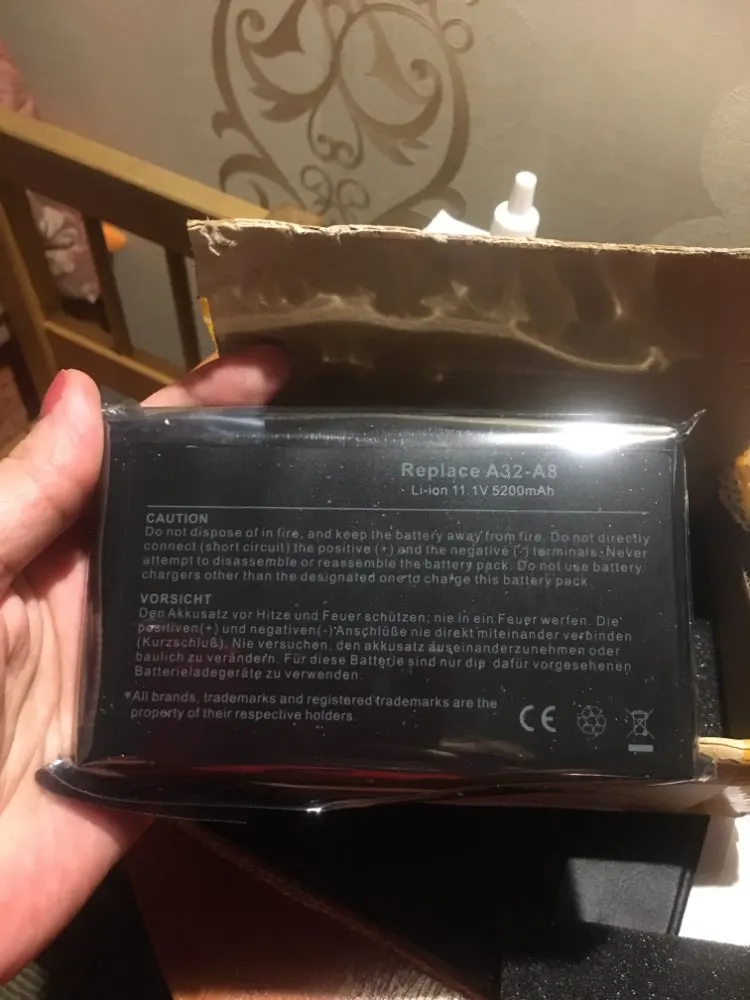 Replace A32-A8
Li-ion 11.1V 5200mAh
CAUTION
Do not dispose of in fire, and keep the battery away from fire. Do not directly
connect (short circuit) the positive (+) and the negative (-) terminals. Never
attempt to disassemble or reassemble the battery pack. Do not use battery
chargers other than the designated one to charge this battery pack.
VORSICHT
Den Akkusatz vor Hitze und Feuer schützen; nie in ein Feuer werfen. Die
positiven(+) und negativen(-) Anschlüße nie direkt miteinander verbinden
(Kurzschluß). Nie versuchen, den akkusatz auseinanderzunehmen oder
baulich zu verändern. Für diese Batterie sind nur die dafür vorgesehenen
Batterieladegeräte zu verwenden.
*All brands, trademarks and registered trademarks are the
property of their respective holders.
CE